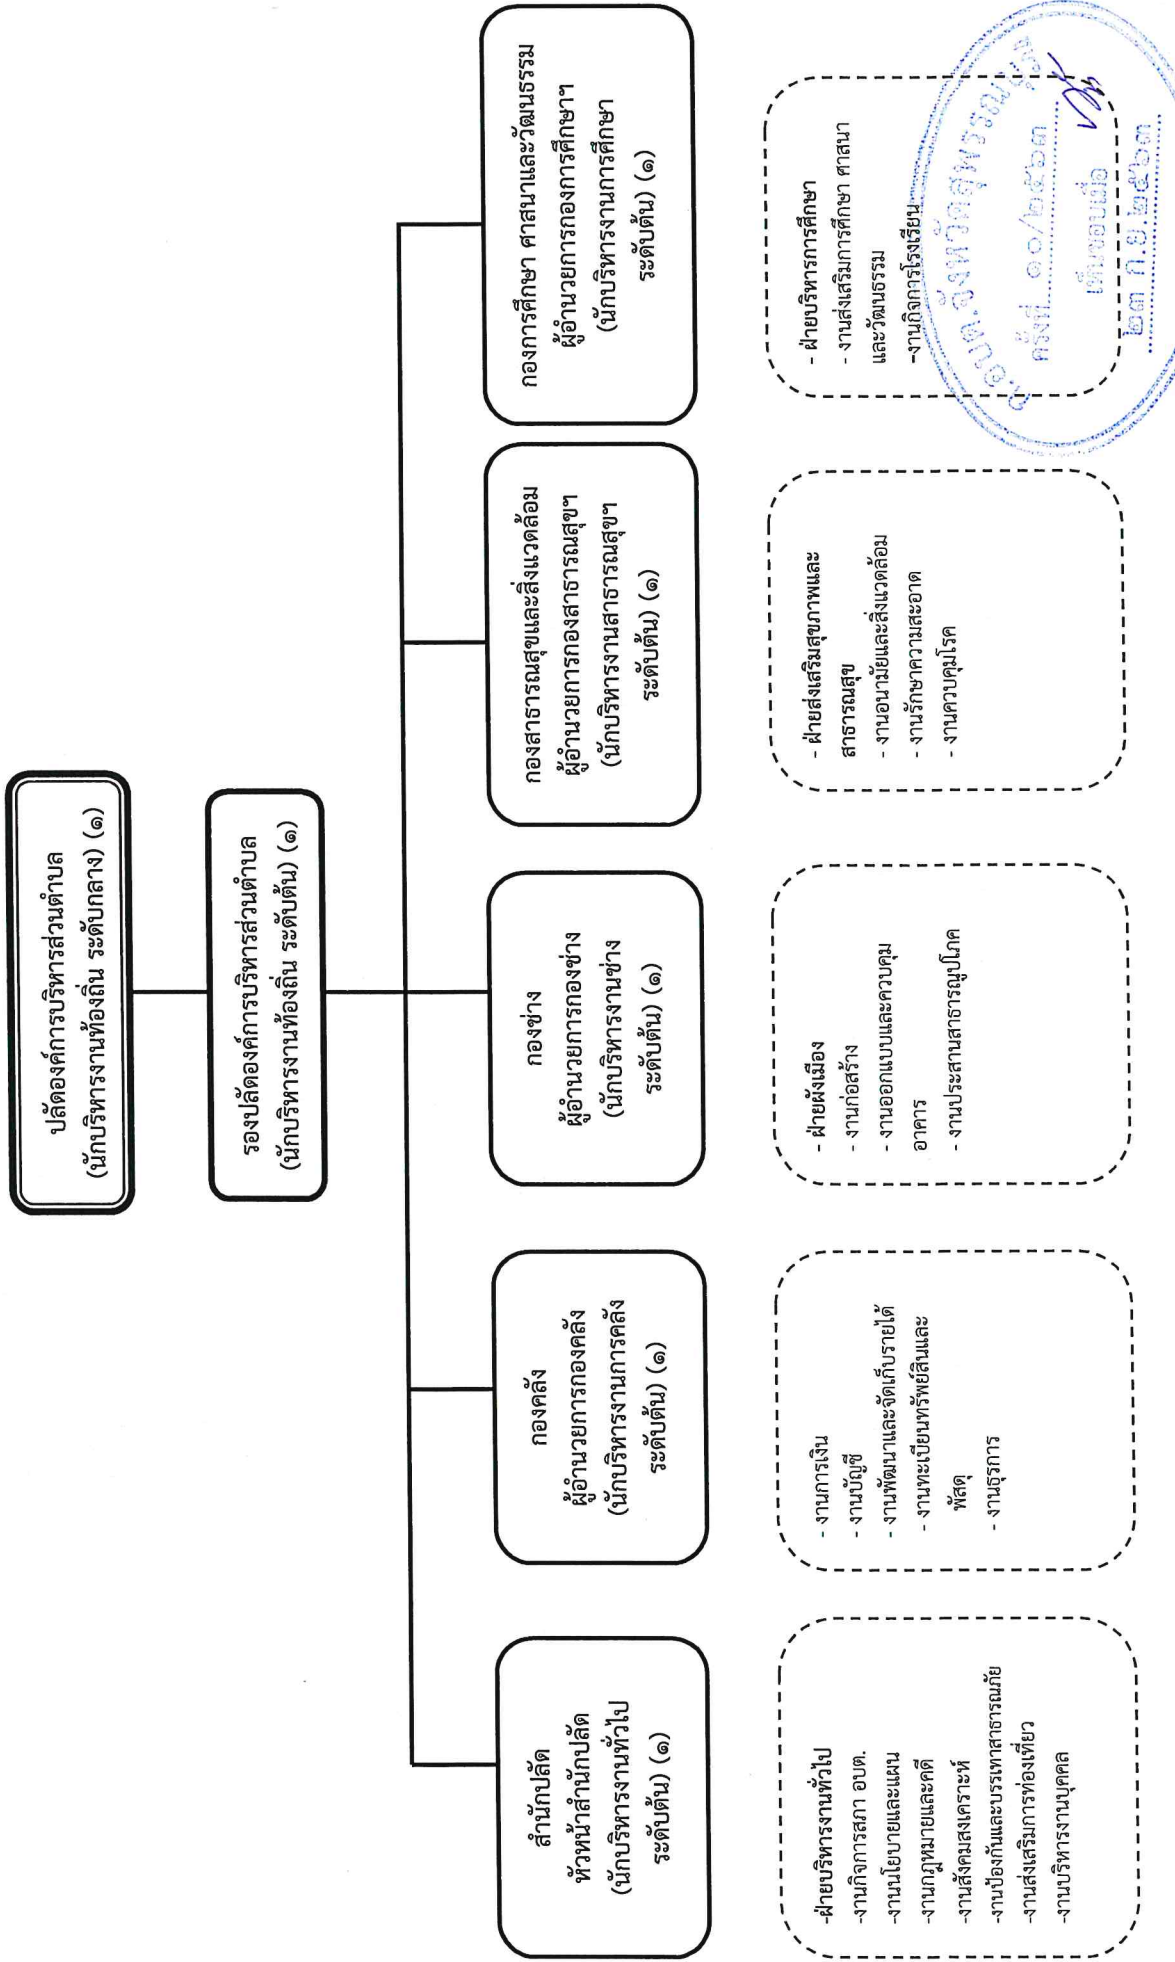 ปลัดองค์การบริหารส่วนตำบล
(นักบริหารงานท้องถิ่น ระดับกลาง) (๑)
รองปลัดองค์การบริหารส่วนตำบล
(นักบริหารงานท้องถิ่น ระดับต้น) (๑)
สำนักปลัด
หัวหน้าสำนักปลัด
(นักบริหารงานทั่วไป
ระดับต้น) (๑)
กองคลัง
ผู้อำนวยการกองคลัง
(นักบริหารงานการคลัง
ระดับต้น) (๑)
กองช่าง
ผู้อำนวยการกองช่าง
(นักบริหารงานช่าง
ระดับต้น) (๑)
กองสาธารณสุขและสิ่งแวดล้อม
ผู้อำนวยการกองสาธารณสุขฯ
(นักบริหารงานสาธารณสุขฯ
ระดับต้น) (๑)
กองการศึกษา ศาสนาและวัฒนธรรม
ผู้อำนวยการกองการศึกษาฯ
(นักบริหารงานการศึกษา
ระดับต้น) (๑)
-ฝ่ายบริหารงานทั่วไป
-งานกิจการสภา อบต.
-งานนโยบายและแผน
-งานกฎหมายและคดี
-งานสังคมสงเคราะห์
-งานป้องกันและบรรเทาสาธารณภัย
-งานส่งเสริมการท่องเที่ยว
-งานบริหารงานบุคคล
- งานการเงิน
- งานบัญชี
- งานพัฒนาและจัดเก็บรายได้
- งานทะเบียนทรัพย์สินและ
พัสดุ
- งานธุรการ
- ฝ่ายผังเมือง
- งานก่อสร้าง
- งานออกแบบและควบคุม
อาคาร
- งานประสานสาธารณูปโภค
- ฝ่ายส่งเสริมสุขภาพและ
สาธารณสุข
- งานอนามัยและสิ่งแวดล้อม
- งานรักษาความสะอาด
- งานควบคุมโรค
- ฝ่ายบริหารการศึกษา
- งานส่งเสริมการศึกษา ศาสนา
และวัฒนธรรม
-งานกิจการโรงเรียน
ก.อบต.จังหวัดสุพรรณบุรี
ครั้งที่ ๑๐/๒๕๖๓
เห็นชอบเมื่อ
๒๓ ก.ย. ๒๕๖๓